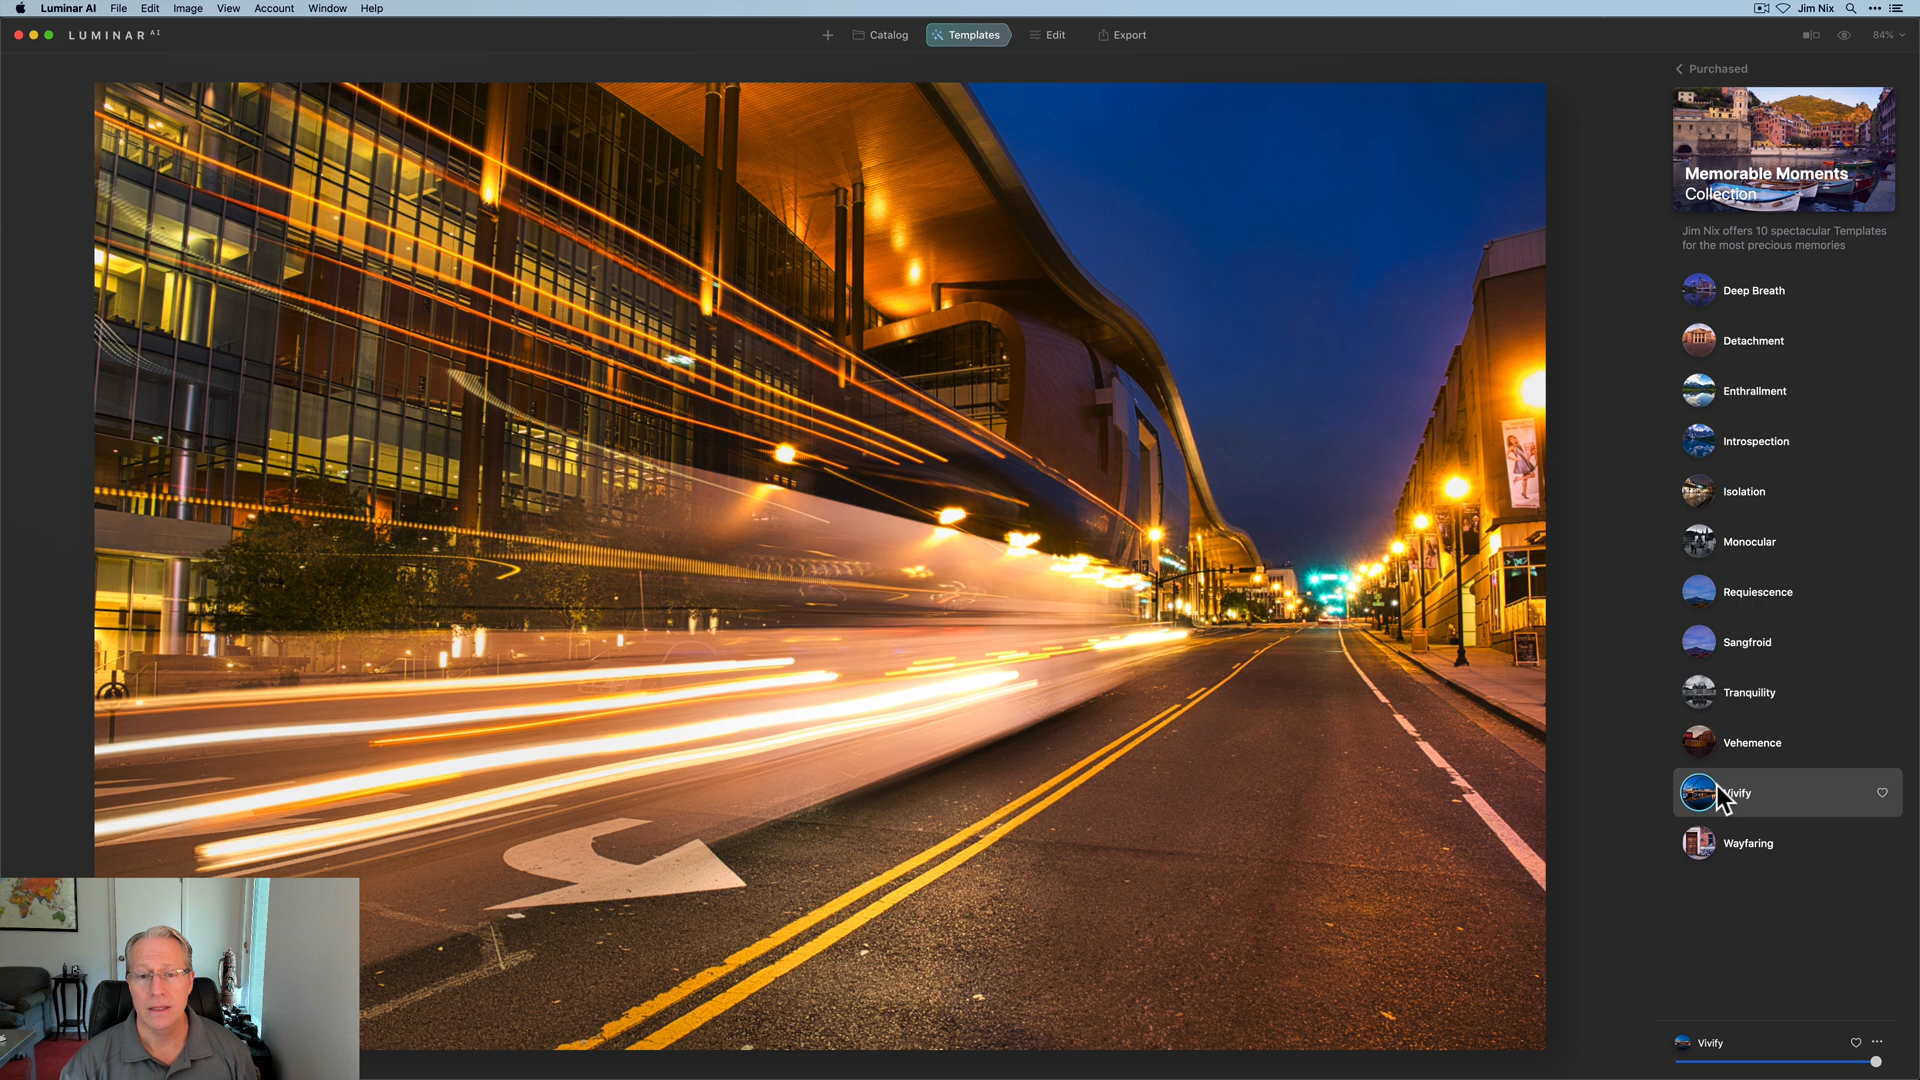 Luminar AI File Edit Image View Account Window Help Jim Nix
LUMINAR AI Catalog Templates Edit Export 84%
Purchased
Memorable Moments
Collection
Jim Nix offers 10 spectacular Templates
for the most precious memories
Deep Breath
Detachment
Enthrallment
Introspection
Isolation
Monocular
Requiescence
Sangfroid
Tranquility
Vehemence
Vivify
Wayfaring
Vivify